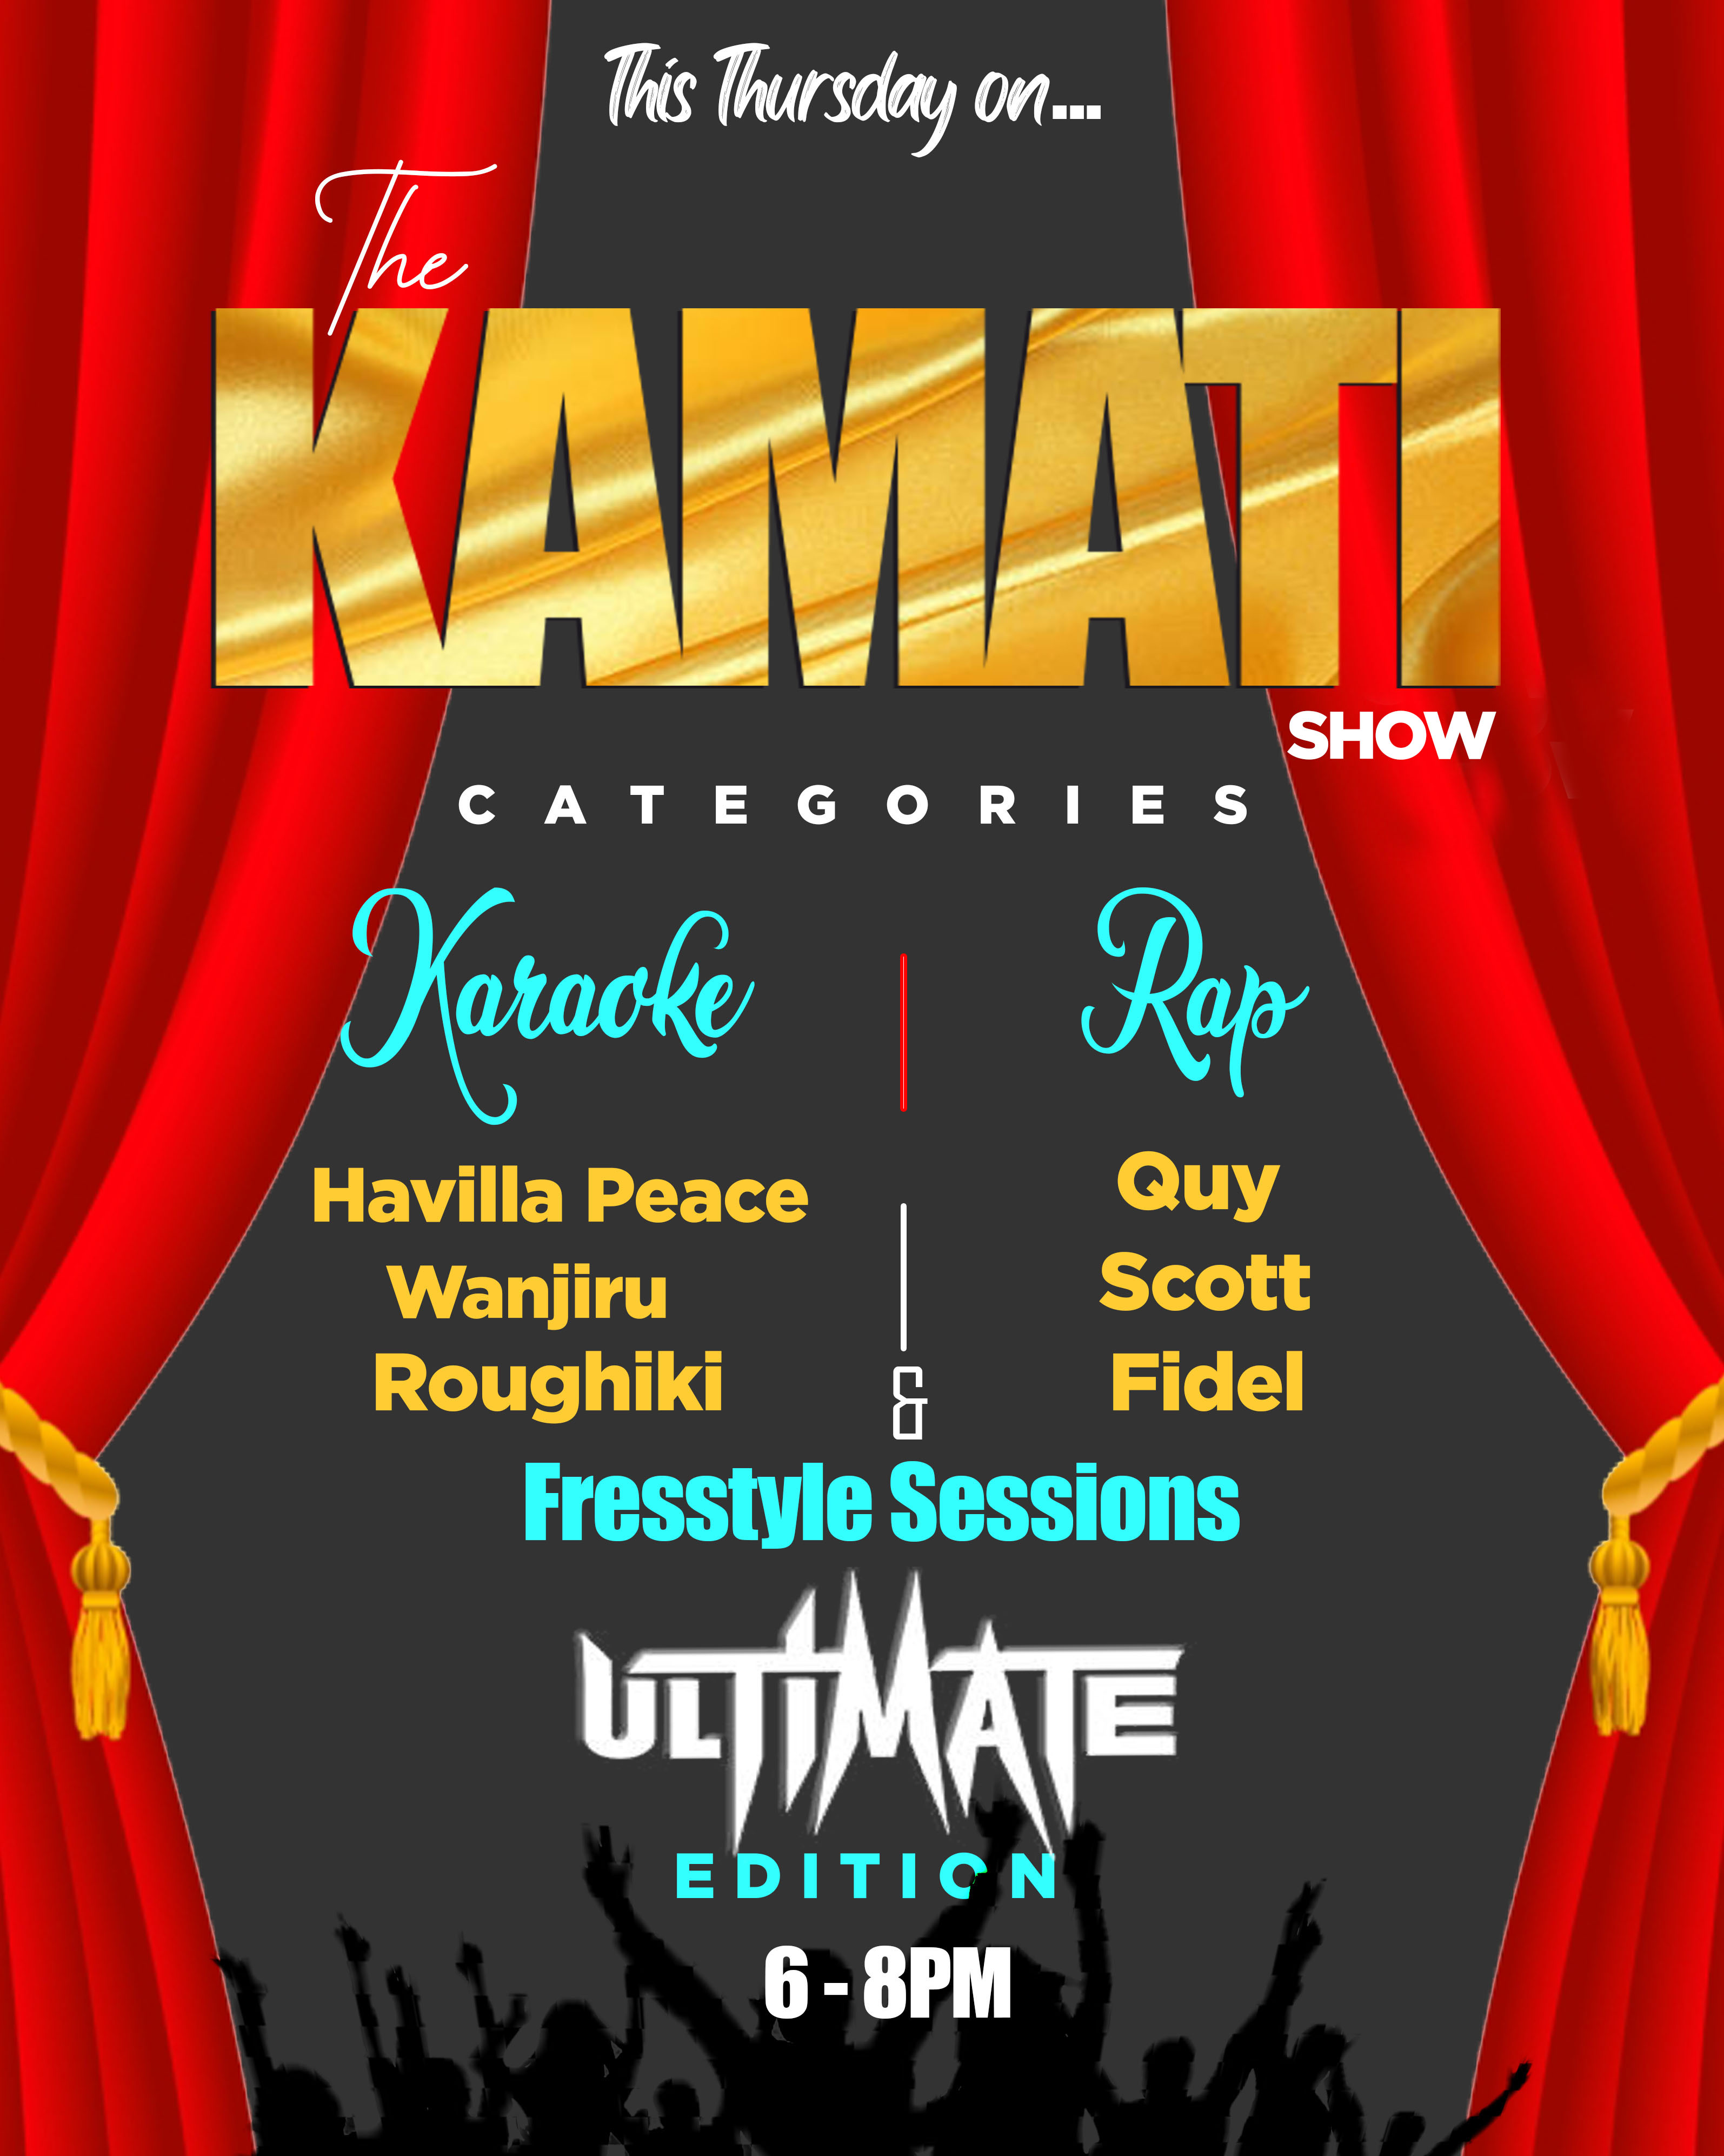 This Thursday on...
The
KAMATI
SHOW
CATEGORIES
Karaoke
Rap
Havilla Peace
Wanjiru
Roughiki
Quy
Scott
Fidel
&
Fresstyle Sessions
ULTIMATE
EDITION
6 - 8PM